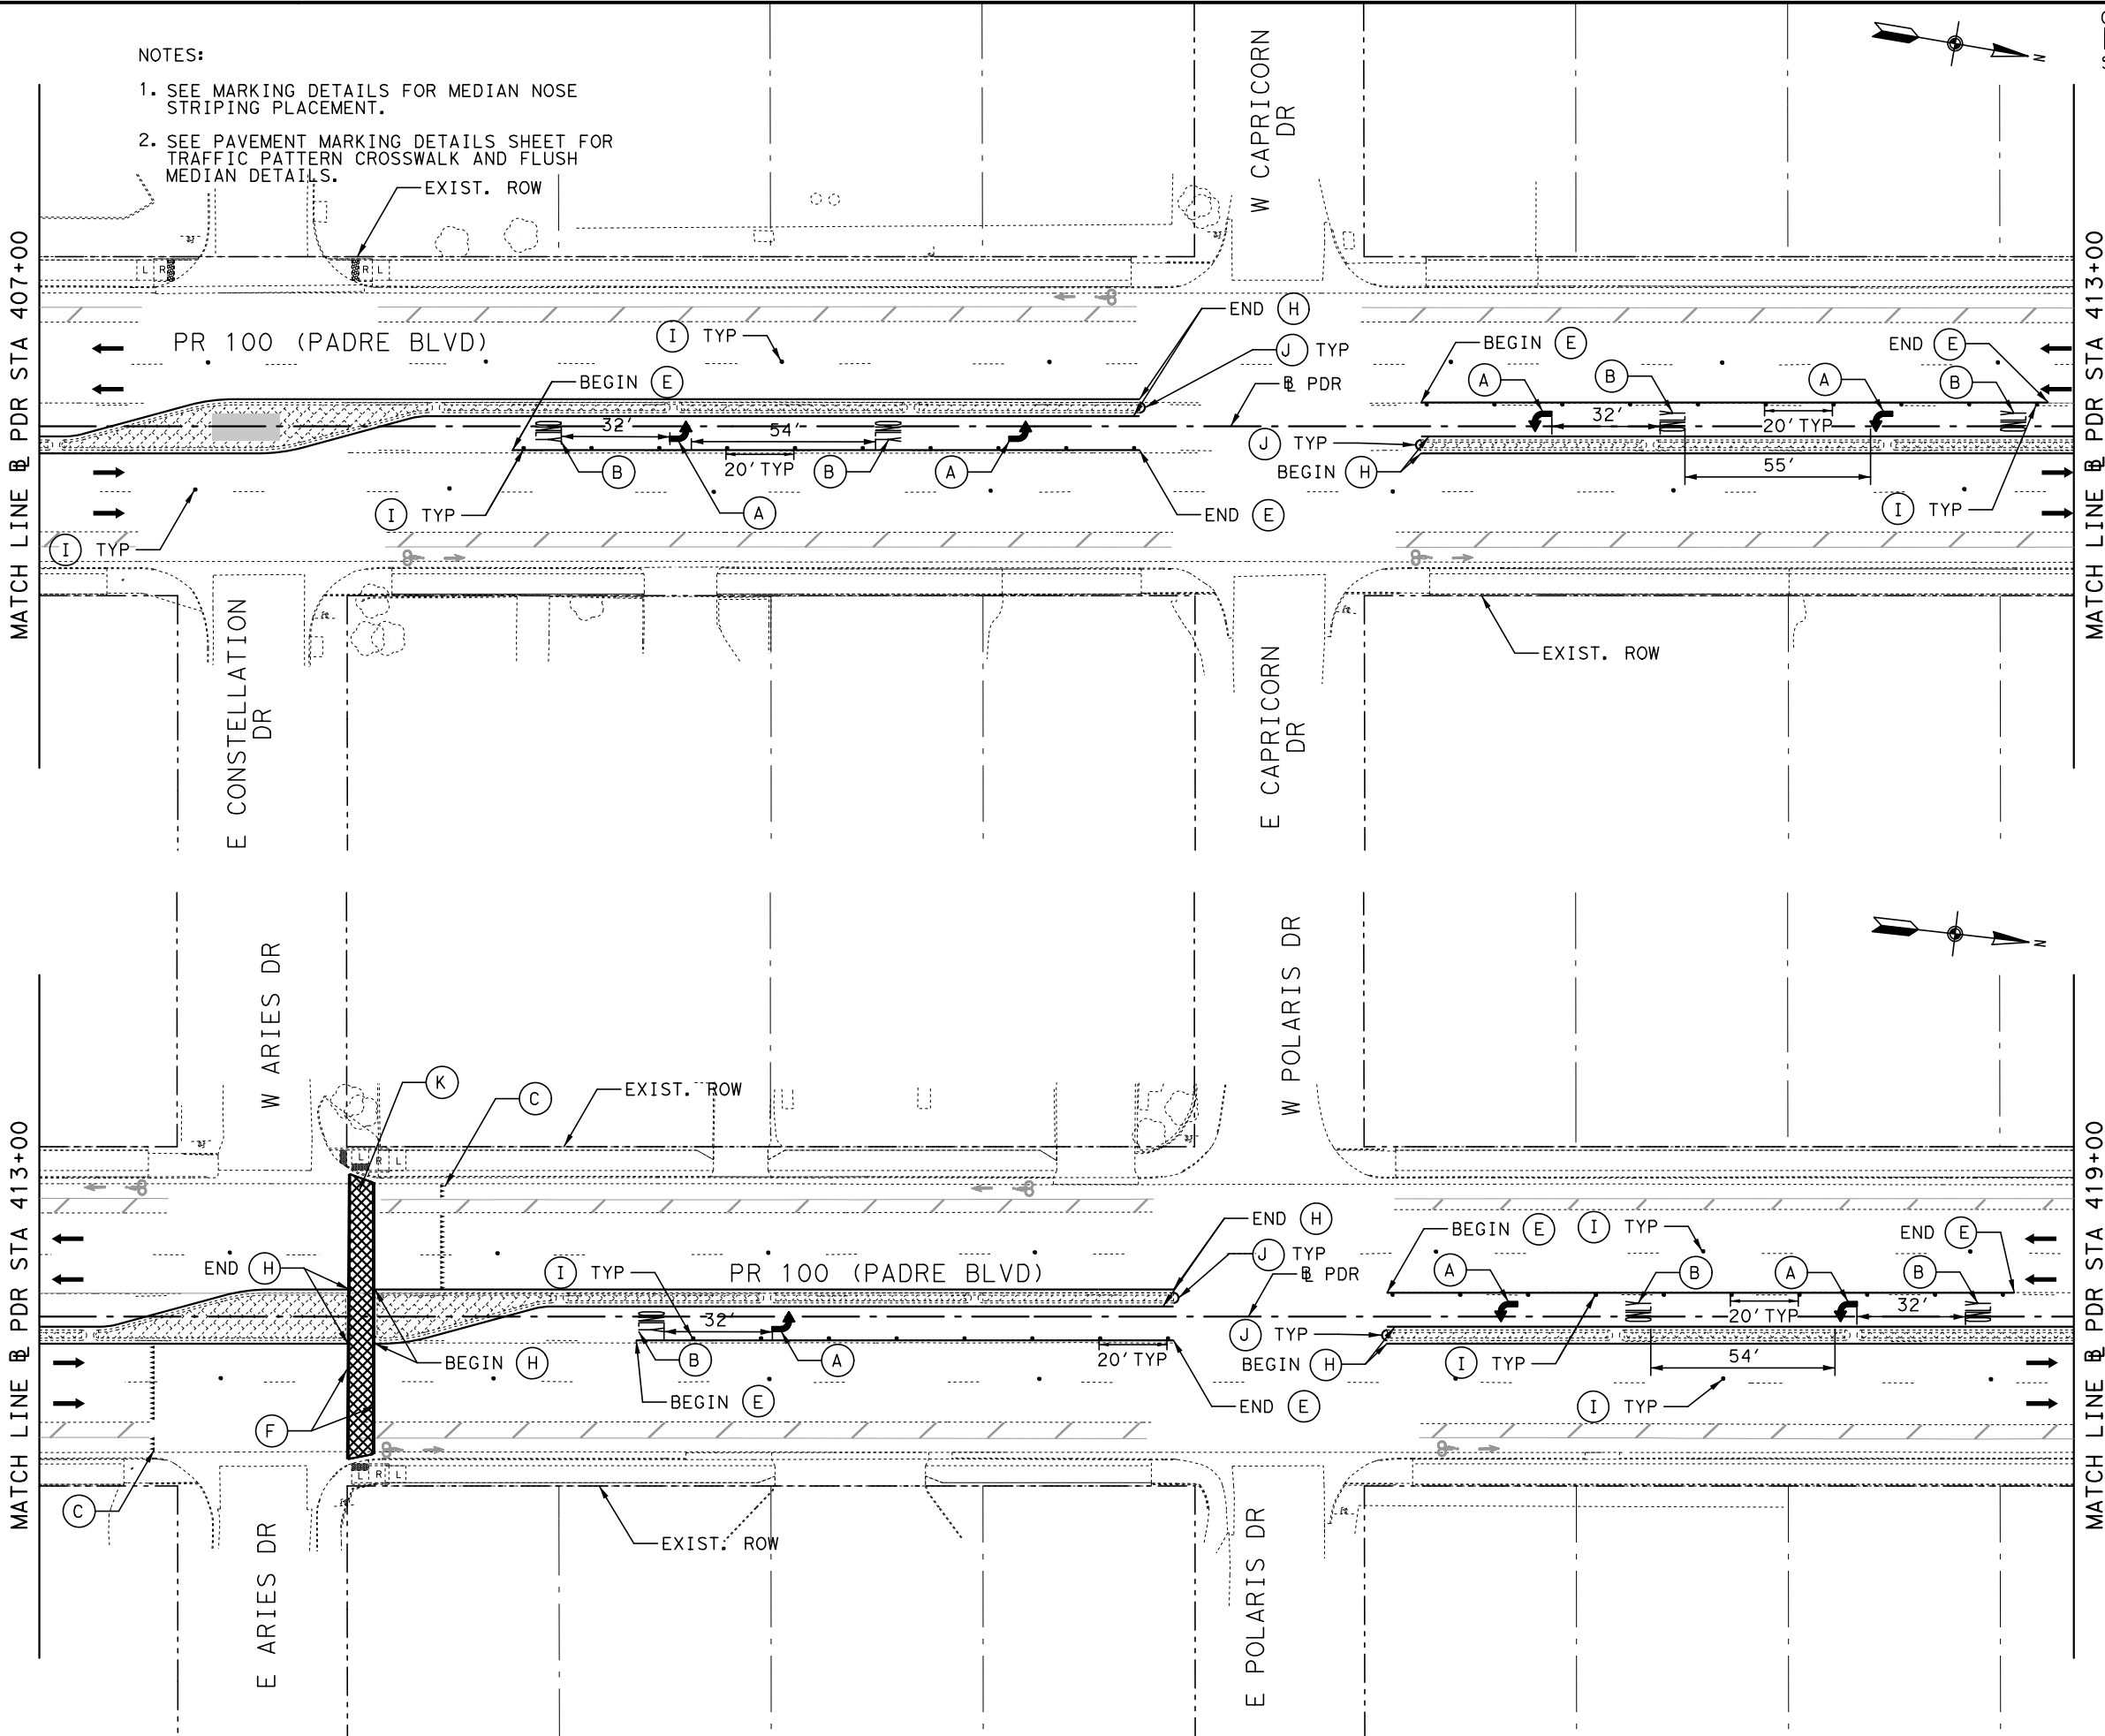 NOTES:
1. SEE MARKING DETAILS FOR MEDIAN NOSE
STRIPING PLACEMENT.
2. SEE PAVEMENT MARKING DETAILS SHEET FOR
TRAFFIC PATTERN CROSSWALK AND FLUSH
MEDIAN DETAILS.
EXIST. ROW
W CAPRICORN
DR
N
MATCH LINE ℄ PDR STA 407+00
MATCH LINE ℄ PDR STA 413+00
L R
R L
PR 100 (PADRE BLVD)
I TYP
END H
J TYP
℄ PDR
BEGIN E
32'
54'
20' TYP
B
B
A
A
I TYP
I TYP
END E
BEGIN E
END E
A
B
A
B
32'
20' TYP
55'
J TYP
BEGIN H
I TYP
EXIST. ROW
E CONSTELLATION
DR
E CAPRICORN
DR
W ARIES DR
W POLARIS DR
N
MATCH LINE ℄ PDR STA 413+00
MATCH LINE ℄ PDR STA 419+00
K
C
EXIST. ROW
L
R L
END H
I TYP
PR 100 (PADRE BLVD)
END H
J TYP
℄ PDR
32'
B
A
20' TYP
BEGIN H
BEGIN E
END E
F
C
L R L
EXIST. ROW
BEGIN E
I TYP
END E
A
B
A
B
20' TYP
32'
54'
J TYP
BEGIN H
I TYP
I TYP
E ARIES DR
E POLARIS DR